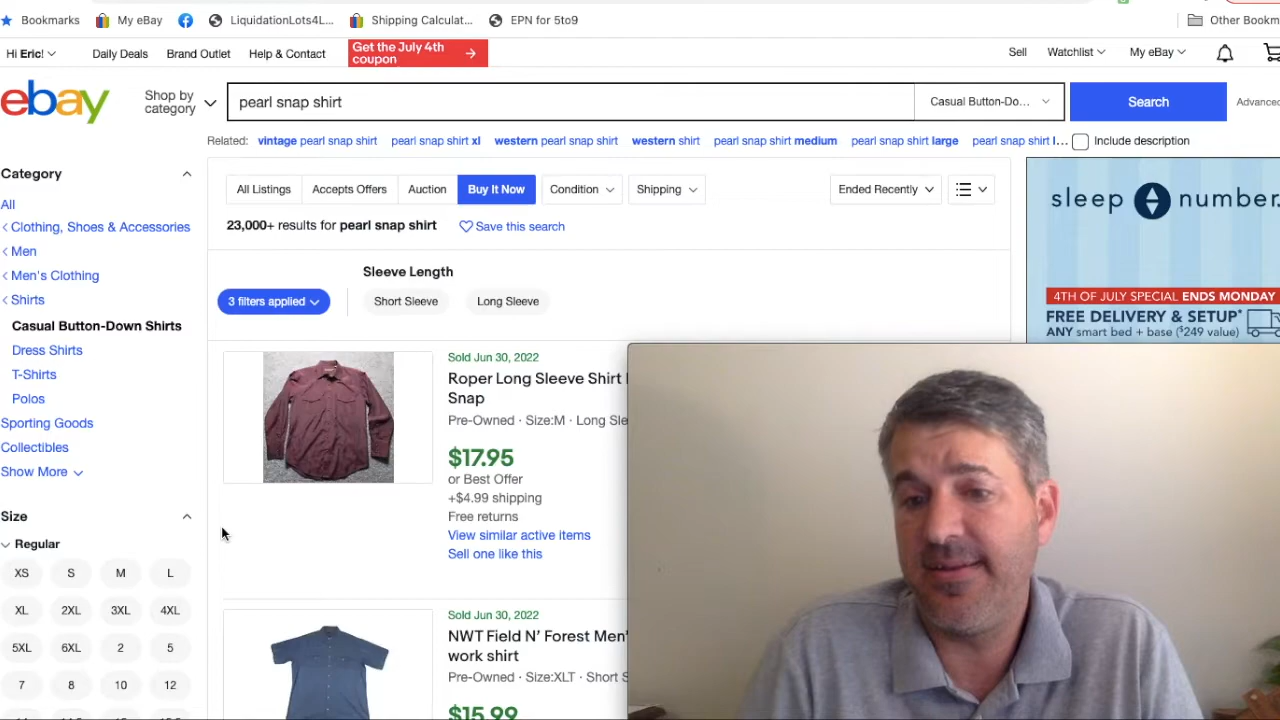 Bookmarks
My eBay
LiquidationLots4L...
Shipping Calculat...
EPN for 5to9
Other Bookm
Hi Eric!
Daily Deals
Brand Outlet
Help & Contact
Get the July 4th
coupon
Sell
Watchlist
My eBay
ebay
Shop by
category
pearl snap shirt
Casual Button-Do...
Search
Advance
Related:
vintage pearl snap shirt
pearl snap shirt xl
western pearl snap shirt
western shirt
pearl snap shirt medium
pearl snap shirt large
pearl snap shirt l...
Include description
Category
All
Clothing, Shoes & Accessories
Men
Men's Clothing
Shirts
Casual Button-Down Shirts
Dress Shirts
T-Shirts
Polos
Sporting Goods
Collectibles
Show More
Size
Regular
XS S M L
XL 2XL 3XL 4XL
5XL 6XL 2 5
7 8 10 12
All Listings
Accepts Offers
Auction
Buy It Now
Condition
Shipping
Ended Recently
23,000+ results for pearl snap shirt
Save this search
Sleeve Length
3 filters applied
Short Sleeve
Long Sleeve
Sold Jun 30, 2022
Roper Long Sleeve Shirt
Snap
Pre-Owned · Size:M · Long Sle
$17.95
or Best Offer
+$4.99 shipping
Free returns
View similar active items
Sell one like this
Sold Jun 30, 2022
NWT Field N' Forest Men'
work shirt
Pre-Owned · Size:XLT · Short S
$15.99
sleep number.
4TH OF JULY SPECIAL ENDS MONDAY
FREE DELIVERY & SETUP*
ANY smart bed + base ($249 value)